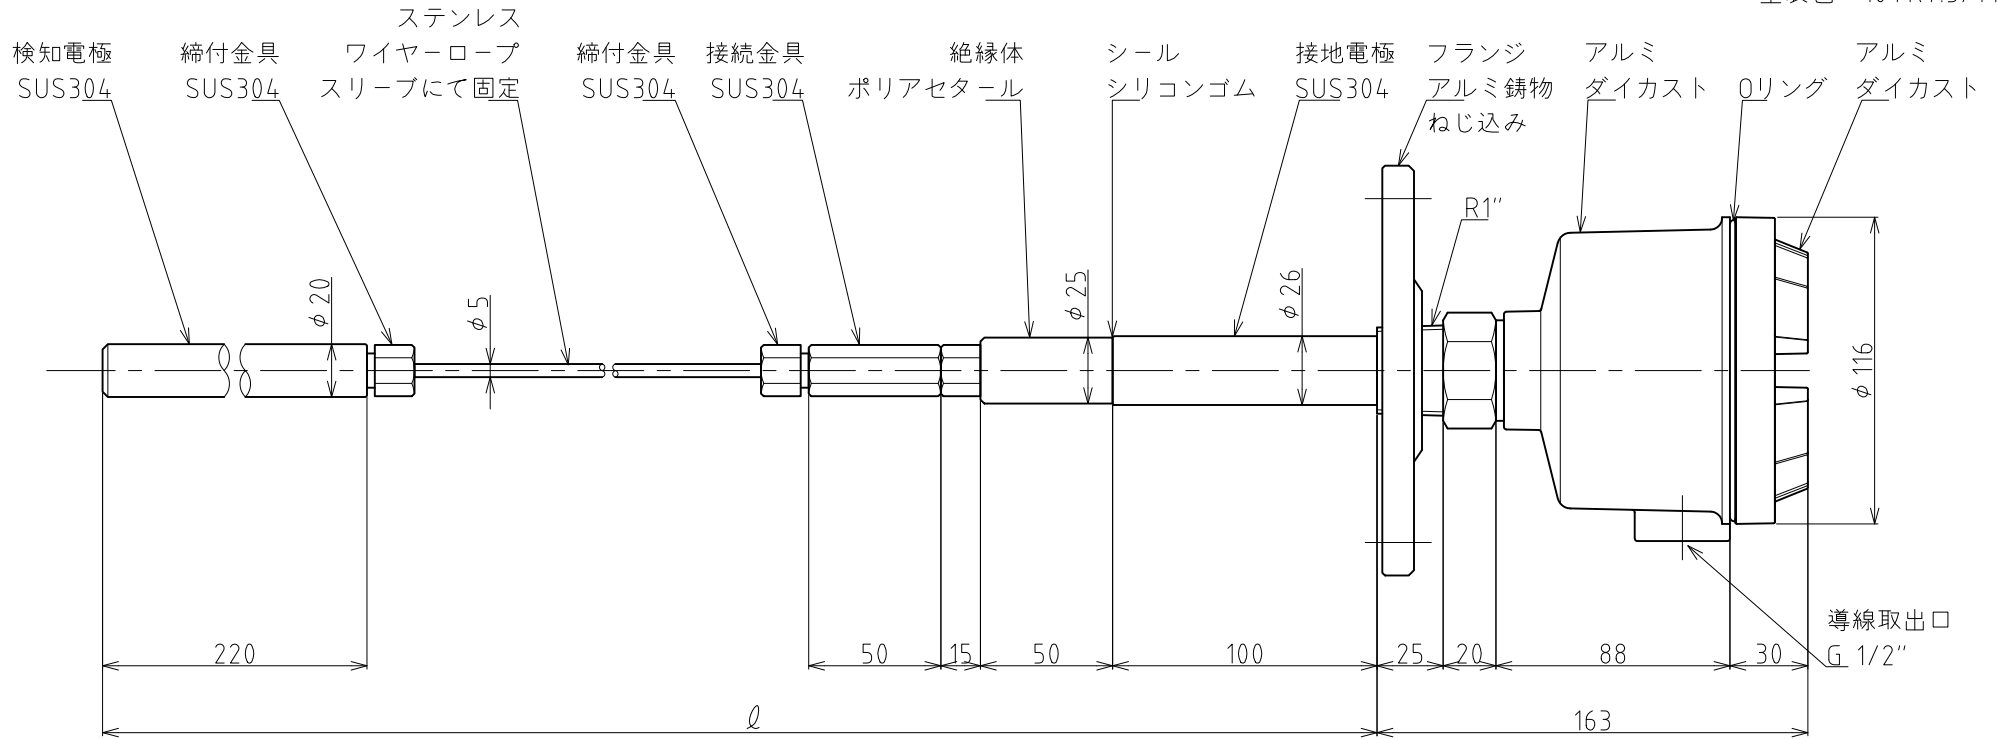 ステンレス
検知電極
SUS304
締付金具
SUS304
ワイヤーロープ
スリーブにて固定
締付金具
SUS304
接続金具
SUS304
絶縁体
ポリアセタール
シール
シリコンゴム
接地電極
SUS304
フランジ
アルミ鋳物
ねじ込み
アルミ
ダイカスト
Oリング
アルミ
ダイカスト
R1"
φ20
φ5
φ25
φ26
φ116
220
50
15
50
100
25
20
88
30
導線取出口
G 1/2"
ℓ
163